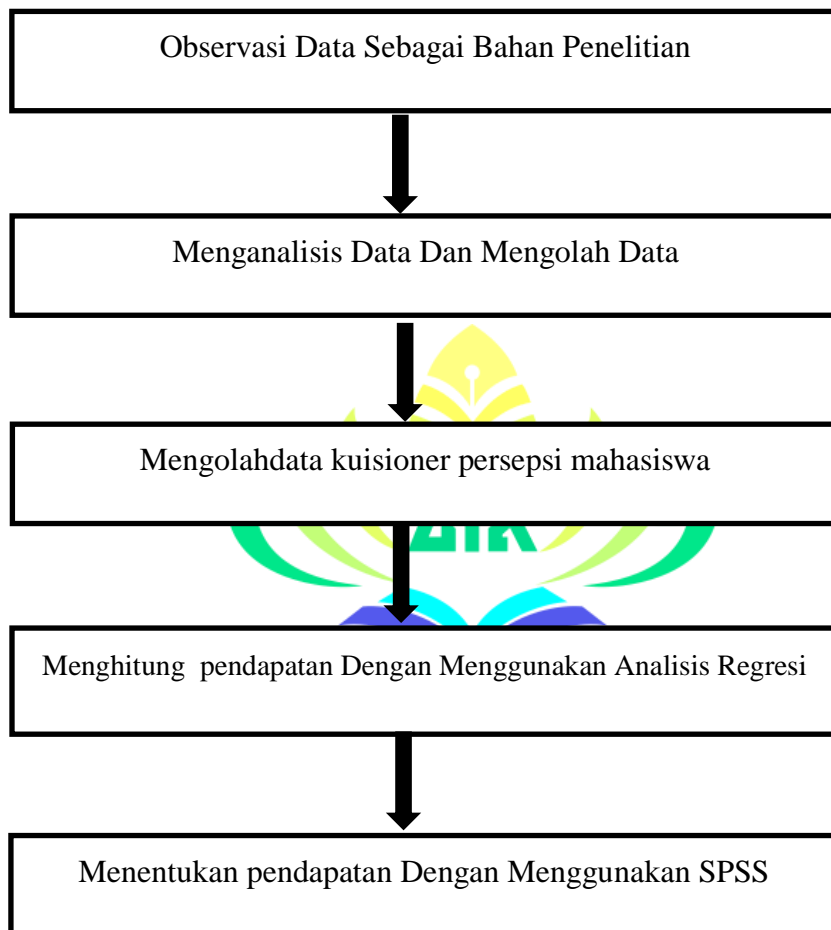 Observasi Data Sebagai Bahan Penelitian
Menganalisis Data Dan Mengolah Data
Mengolahdata kuisioner persepsi mahasiswa
Menghitung pendapatan Dengan Menggunakan Analisis Regresi
Menentukan pendapatan Dengan Menggunakan SPSS